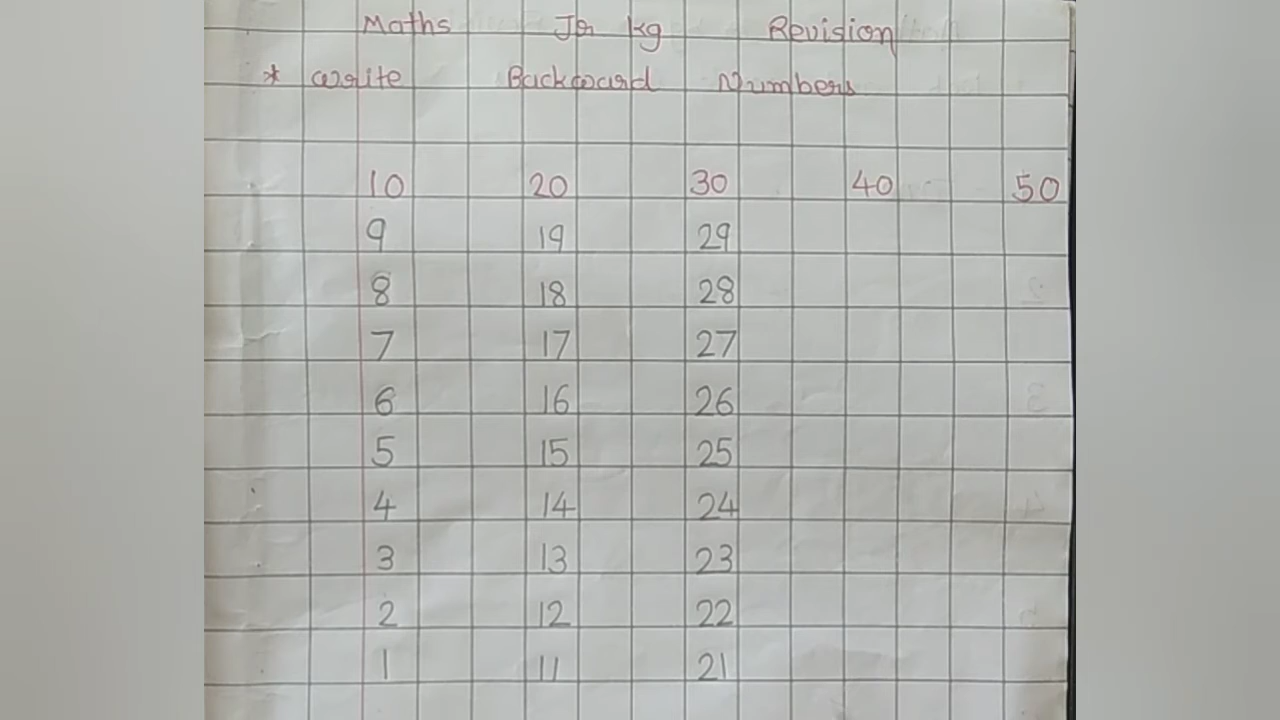 Maths Jr kg Revision
* write Backward Numbers
10 20 30 40 50
9 19 29
8 18 28
7 17 27
6 16 26
5 15 25
4 14 24
3 13 23
2 12 22
1 11 21